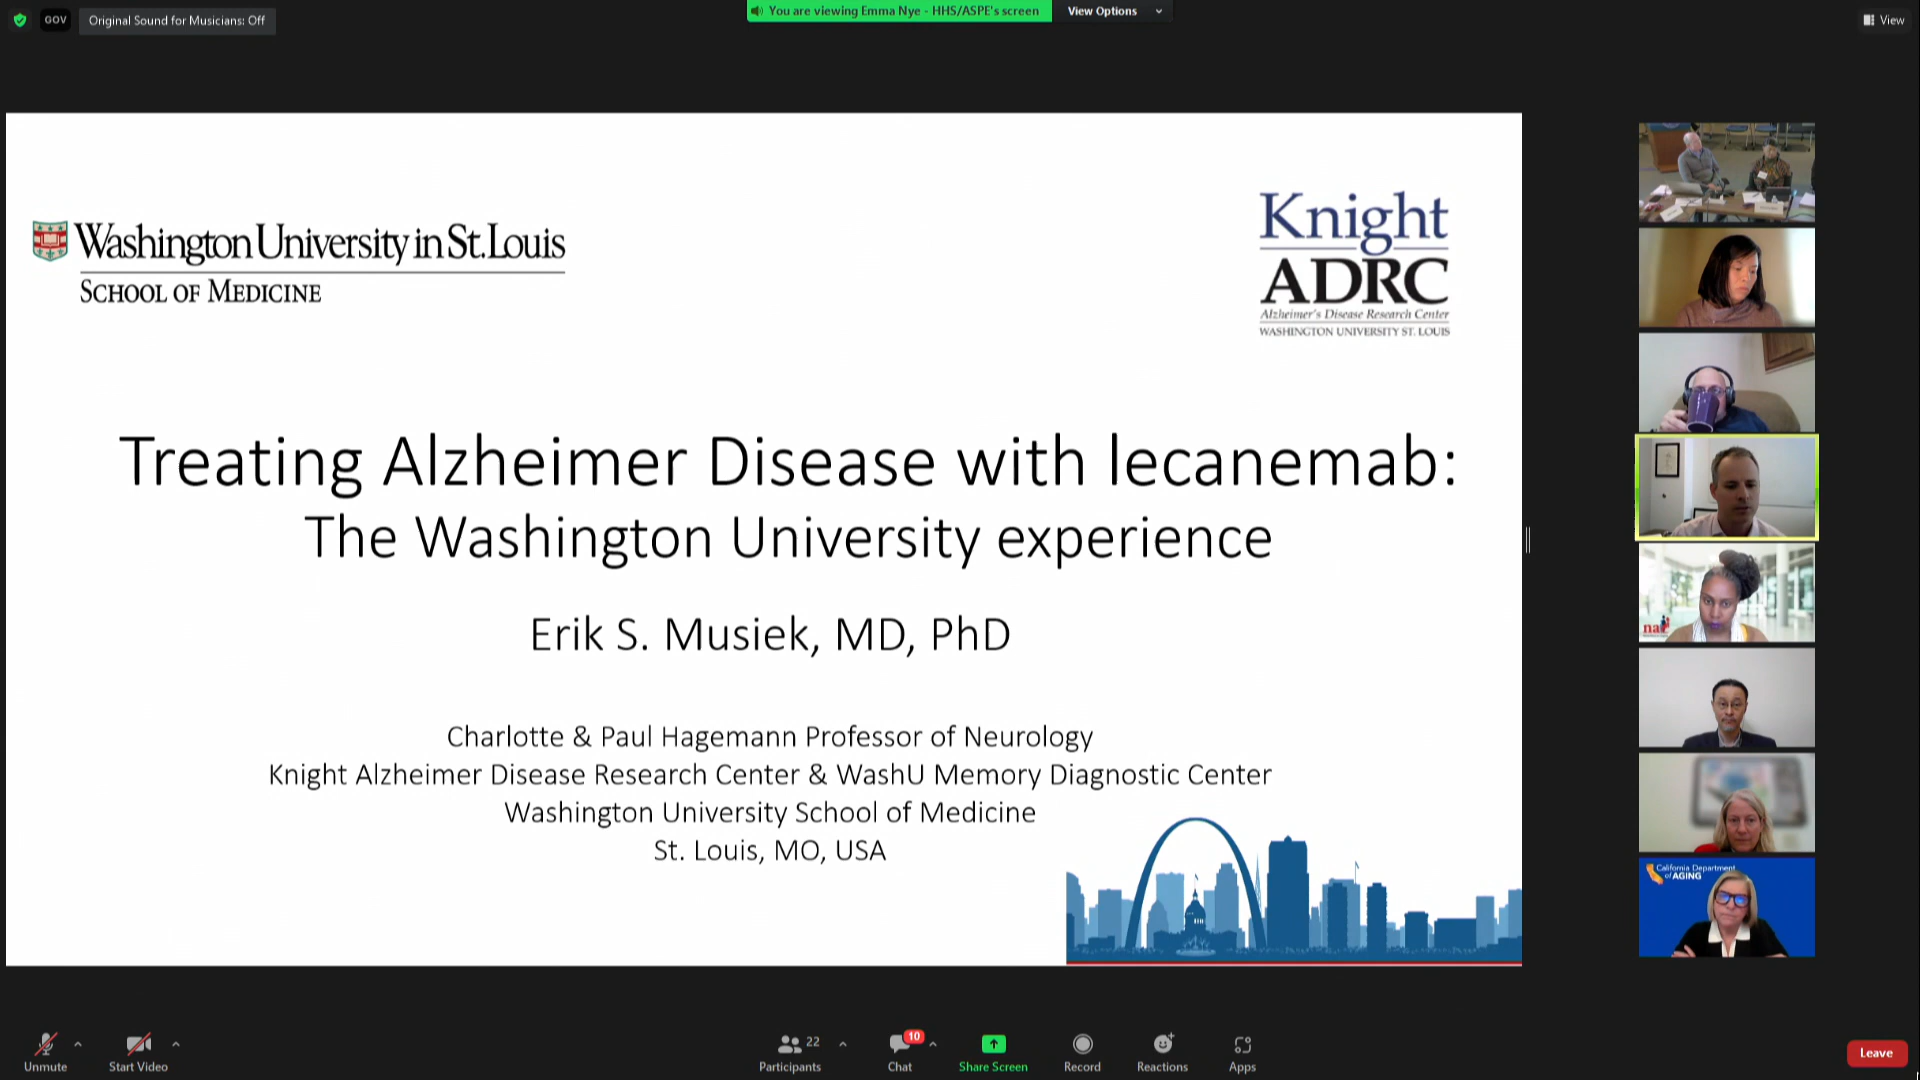 GOV
Original Sound for Musicians: Off
You are viewing Emma Nye - HHS/ASPE's screen
View Options
View
Washington University in St. Louis
SCHOOL OF MEDICINE
Knight
ADRC
Alzheimer's Disease Research Center
WASHINGTON UNIVERSITY ST. LOUIS
Treating Alzheimer Disease with lecanemab:
The Washington University experience
Erik S. Musiek, MD, PhD
Charlotte & Paul Hagemann Professor of Neurology
Knight Alzheimer Disease Research Center & WashU Memory Diagnostic Center
Washington University School of Medicine
St. Louis, MO, USA
California Department
of AGING
Unmute
Start Video
22
Participants
10
Chat
Share Screen
Record
Reactions
Apps
Leave